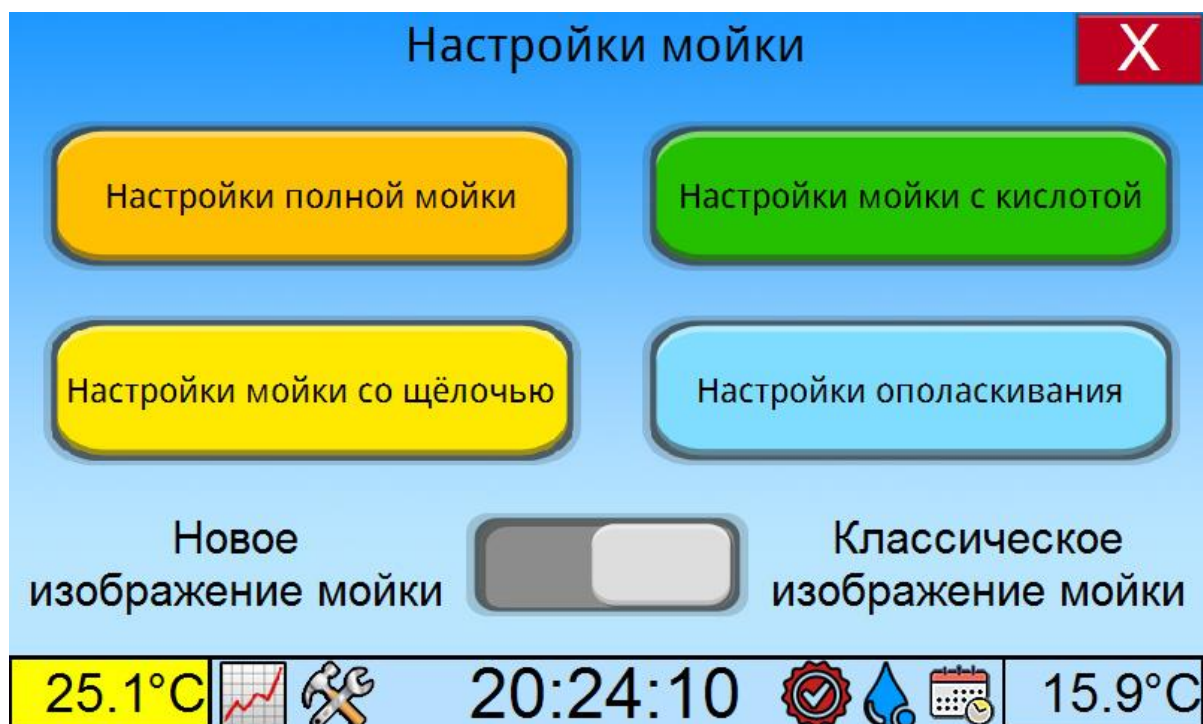 Настройки мойки
X
Настройки полной мойки
Настройки мойки с кислотой
Настройки мойки со щёлочью
Настройки ополаскивания
Новое
изображение мойки
Классическое
изображение мойки
25.1°C
20:24:10
15.9°C